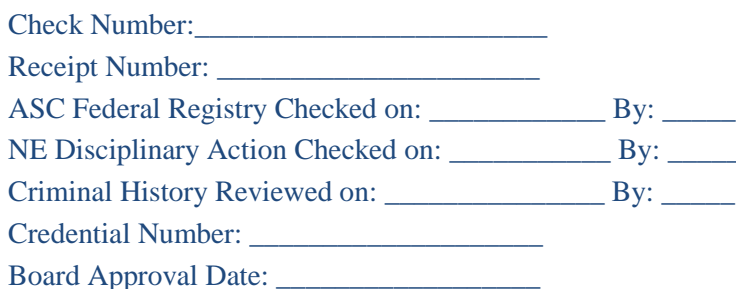 Check Number:________________________
Receipt Number: ______________________
ASC Federal Registry Checked on: ____________ By: _____
NE Disciplinary Action Checked on: ___________ By: _____
Criminal History Reviewed on: _______________ By: _____
Credential Number: ____________________
Board Approval Date: __________________